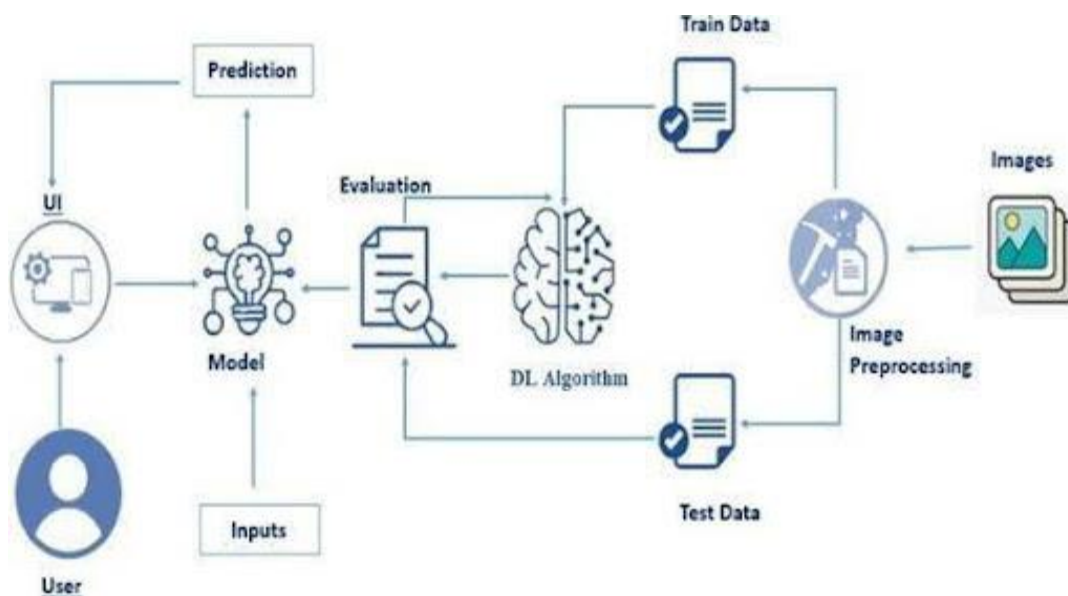 Train Data
Prediction
Images
Evaluation
UI
Image
Preprocessing
Model
DL Algorithm
Test Data
Inputs
User